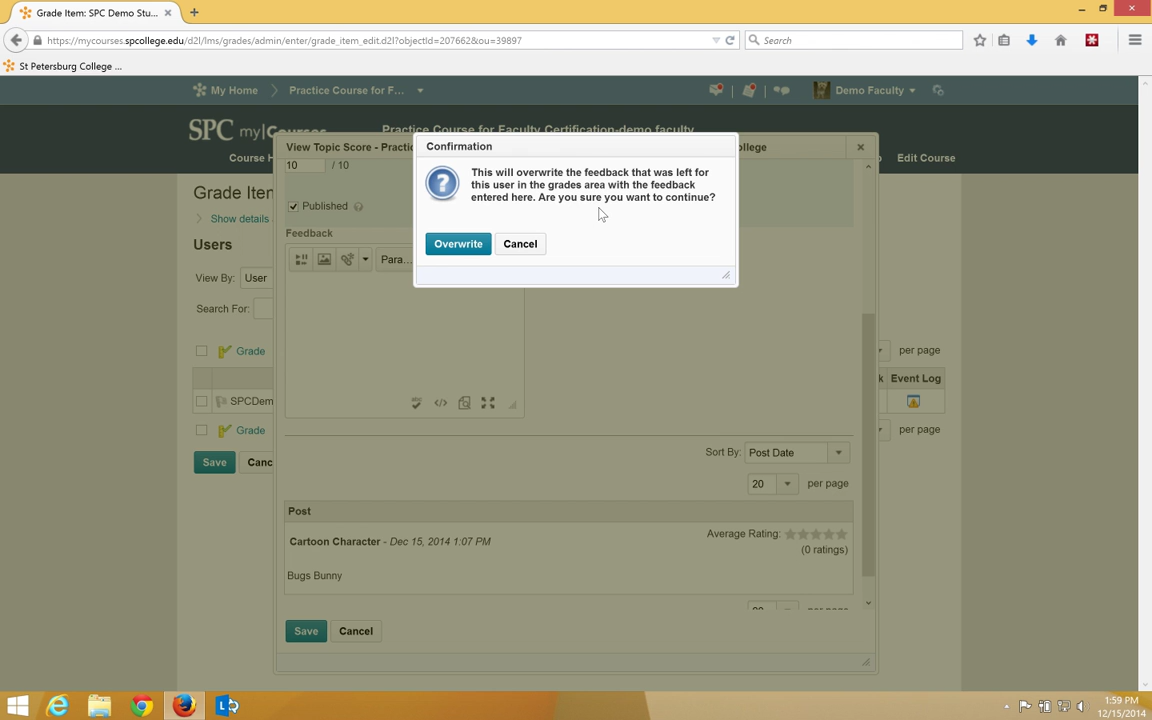 Grade Item: SPC Demo Stu...
https://mycourses.spcollege.edu/d2l/lms/grades/admin/enter/grade_item_edit.d2l?objectId=207662&ou=39897
Search
St Petersburg College ...
My Home
Practice Course for F...
Demo Faculty
SPC my|Courses
Practice Course for Faculty Certification-demo faculty
Course H
Edit Course
View Topic Score - Practic
ollege
Confirmation
This will overwrite the feedback that was left for
this user in the grades area with the feedback
entered here. Are you sure you want to continue?
Overwrite
Cancel
10 / 10
Grade Item
Published
Show details
Feedback
Users
Para...
View By: User
Search For:
Grade
per page
k Event Log
SPCDem
Grade
per page
Save
Canc
Sort By: Post Date
20 per page
Post
Cartoon Character - Dec 15, 2014 1:07 PM
Average Rating:
(0 ratings)
Bugs Bunny
20 per page
Save
Cancel
1:59 PM
12/15/2014